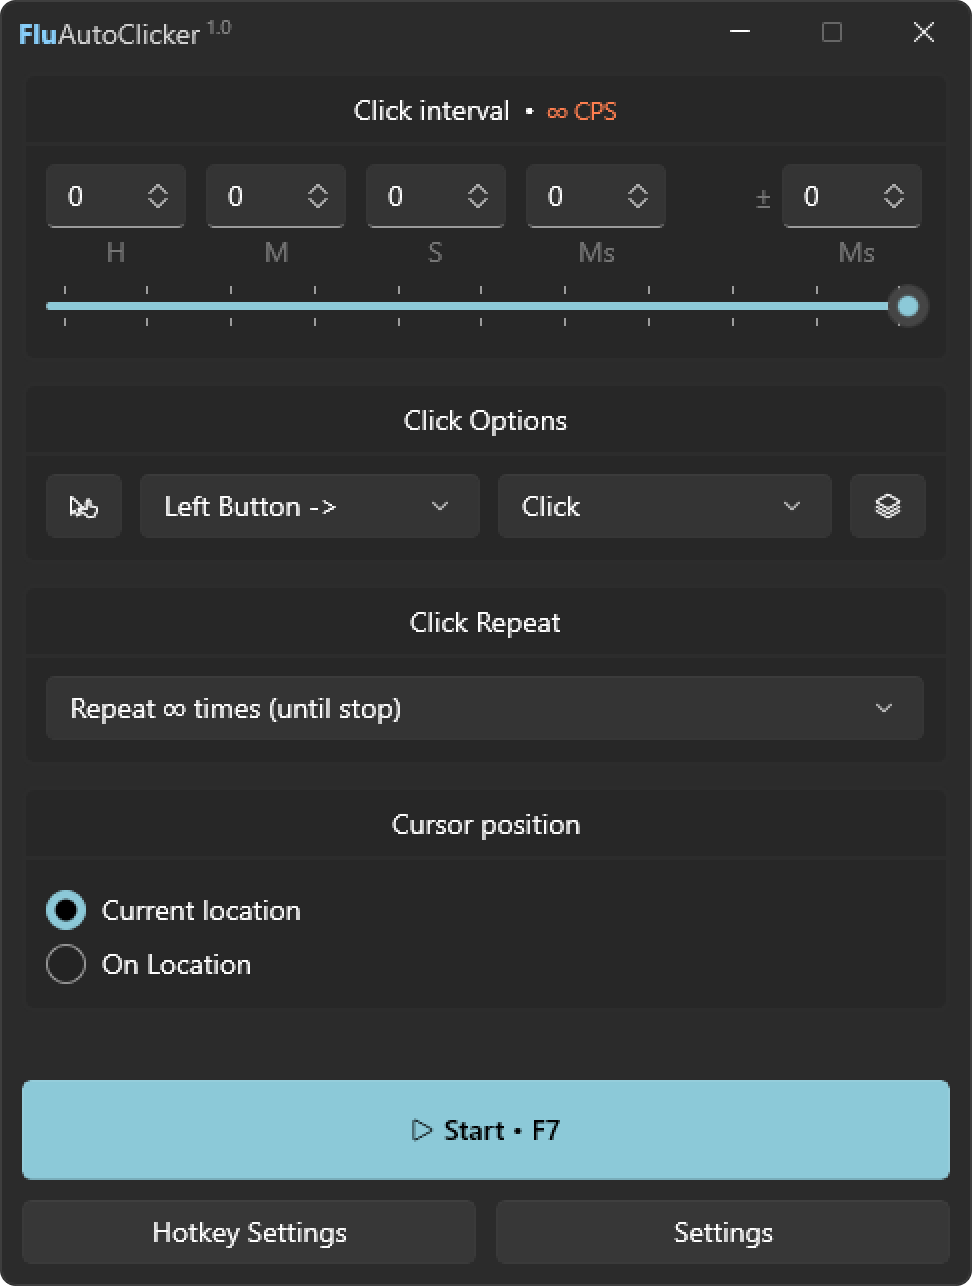 FluAutoClicker 1.0
Click interval • ∞ CPS
0 0 0 0 ± 0
H M S Ms Ms
Click Options
Left Button -> Click
Click Repeat
Repeat ∞ times (until stop)
Cursor position
Current location
On Location
Start • F7
Hotkey Settings Settings